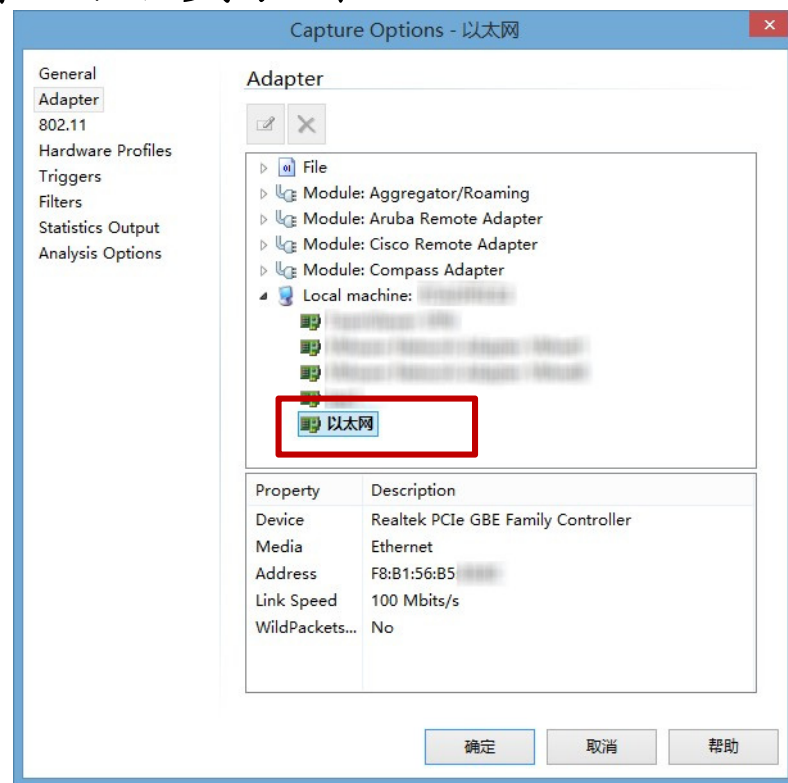 Capture Options - 以太网
General
Adapter
802.11
Hardware Profiles
Triggers
Filters
Statistics Output
Analysis Options
Adapter
File
Module: Aggregator/Roaming
Module: Aruba Remote Adapter
Module: Cisco Remote Adapter
Module: Compass Adapter
Local machine:
以太网
Property Description
Device Realtek PCIe GBE Family Controller
Media Ethernet
Address F8:B1:56:B5
Link Speed 100 Mbits/s
WildPackets... No
确定 取消 帮助